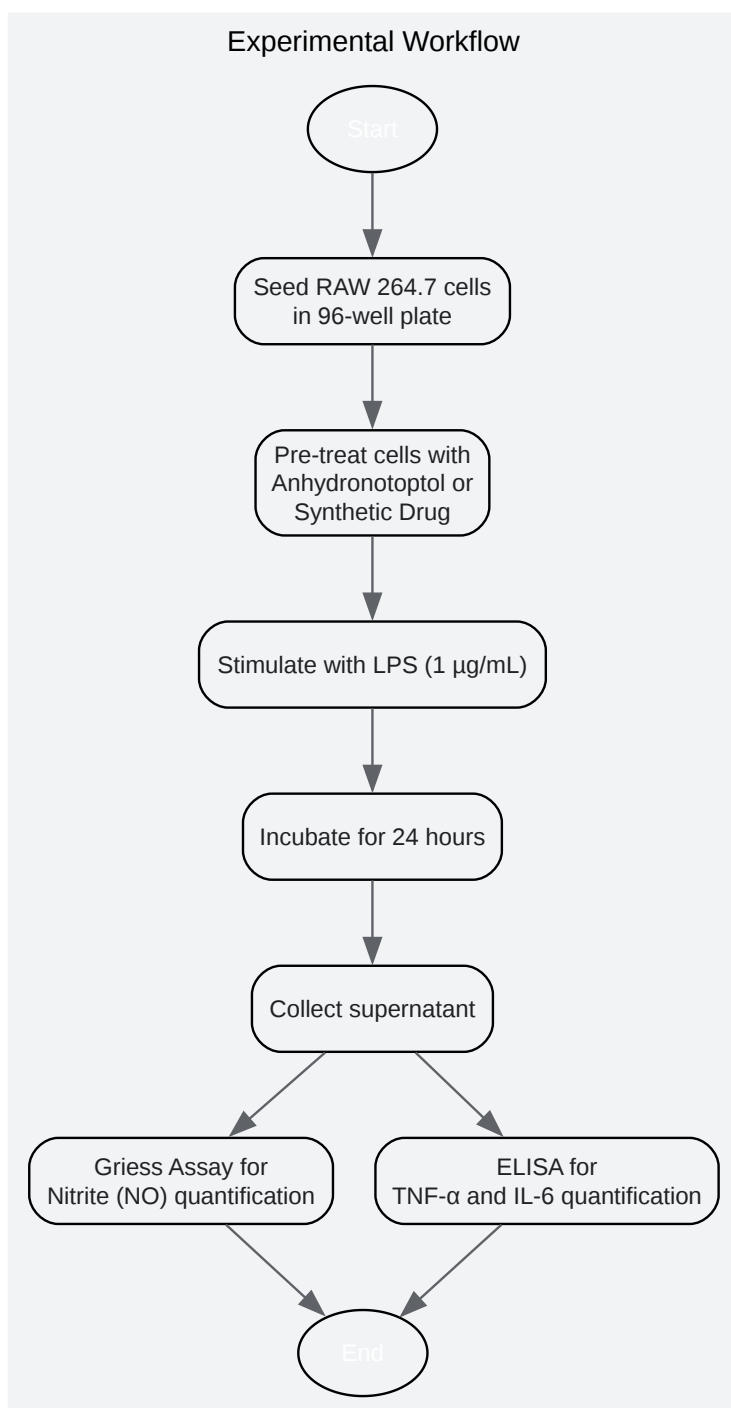 Experimental Workflow
Start
Seed RAW 264.7 cells
in 96-well plate
Pre-treat cells with
Anhydronotoptol or
Synthetic Drug
Stimulate with LPS (1 µg/mL)
Incubate for 24 hours
Collect supernatant
Griess Assay for
Nitrite (NO) quantification
ELISA for
TNF-α and IL-6 quantification
End